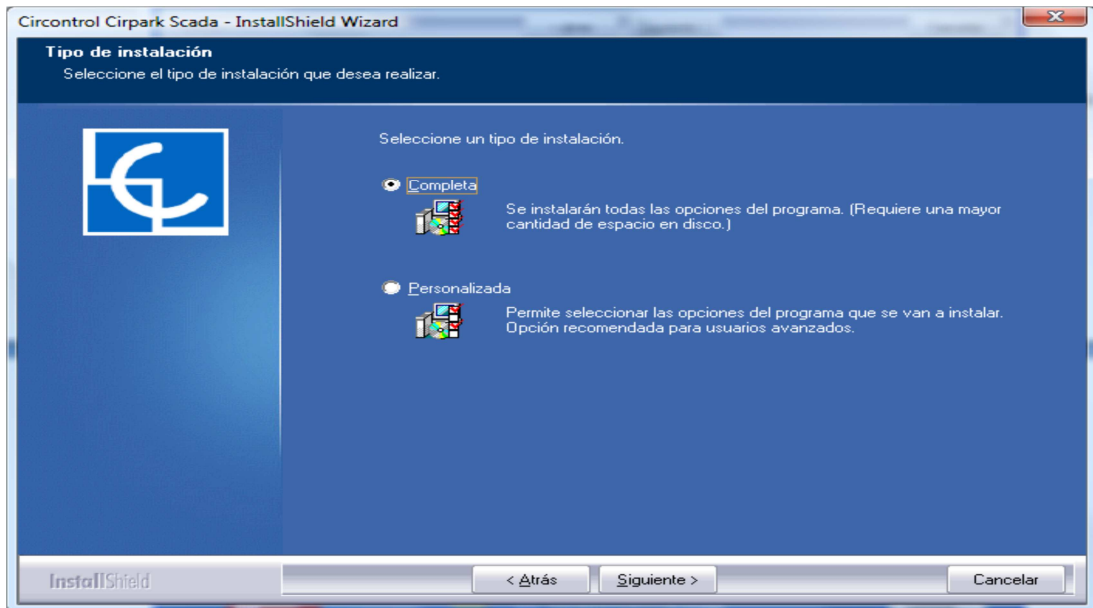 Circontrol Cirpark Scada - InstallShield Wizard
Tipo de instalación
Seleccione el tipo de instalación que desea realizar.
Seleccione un tipo de instalación.
Completa
Se instalarán todas las opciones del programa. (Requiere una mayor
cantidad de espacio en disco.)
Personalizada
Permite seleccionar las opciones del programa que se van a instalar.
Opción recomendada para usuarios avanzados.
InstallShield
< Atrás
Siguiente >
Cancelar